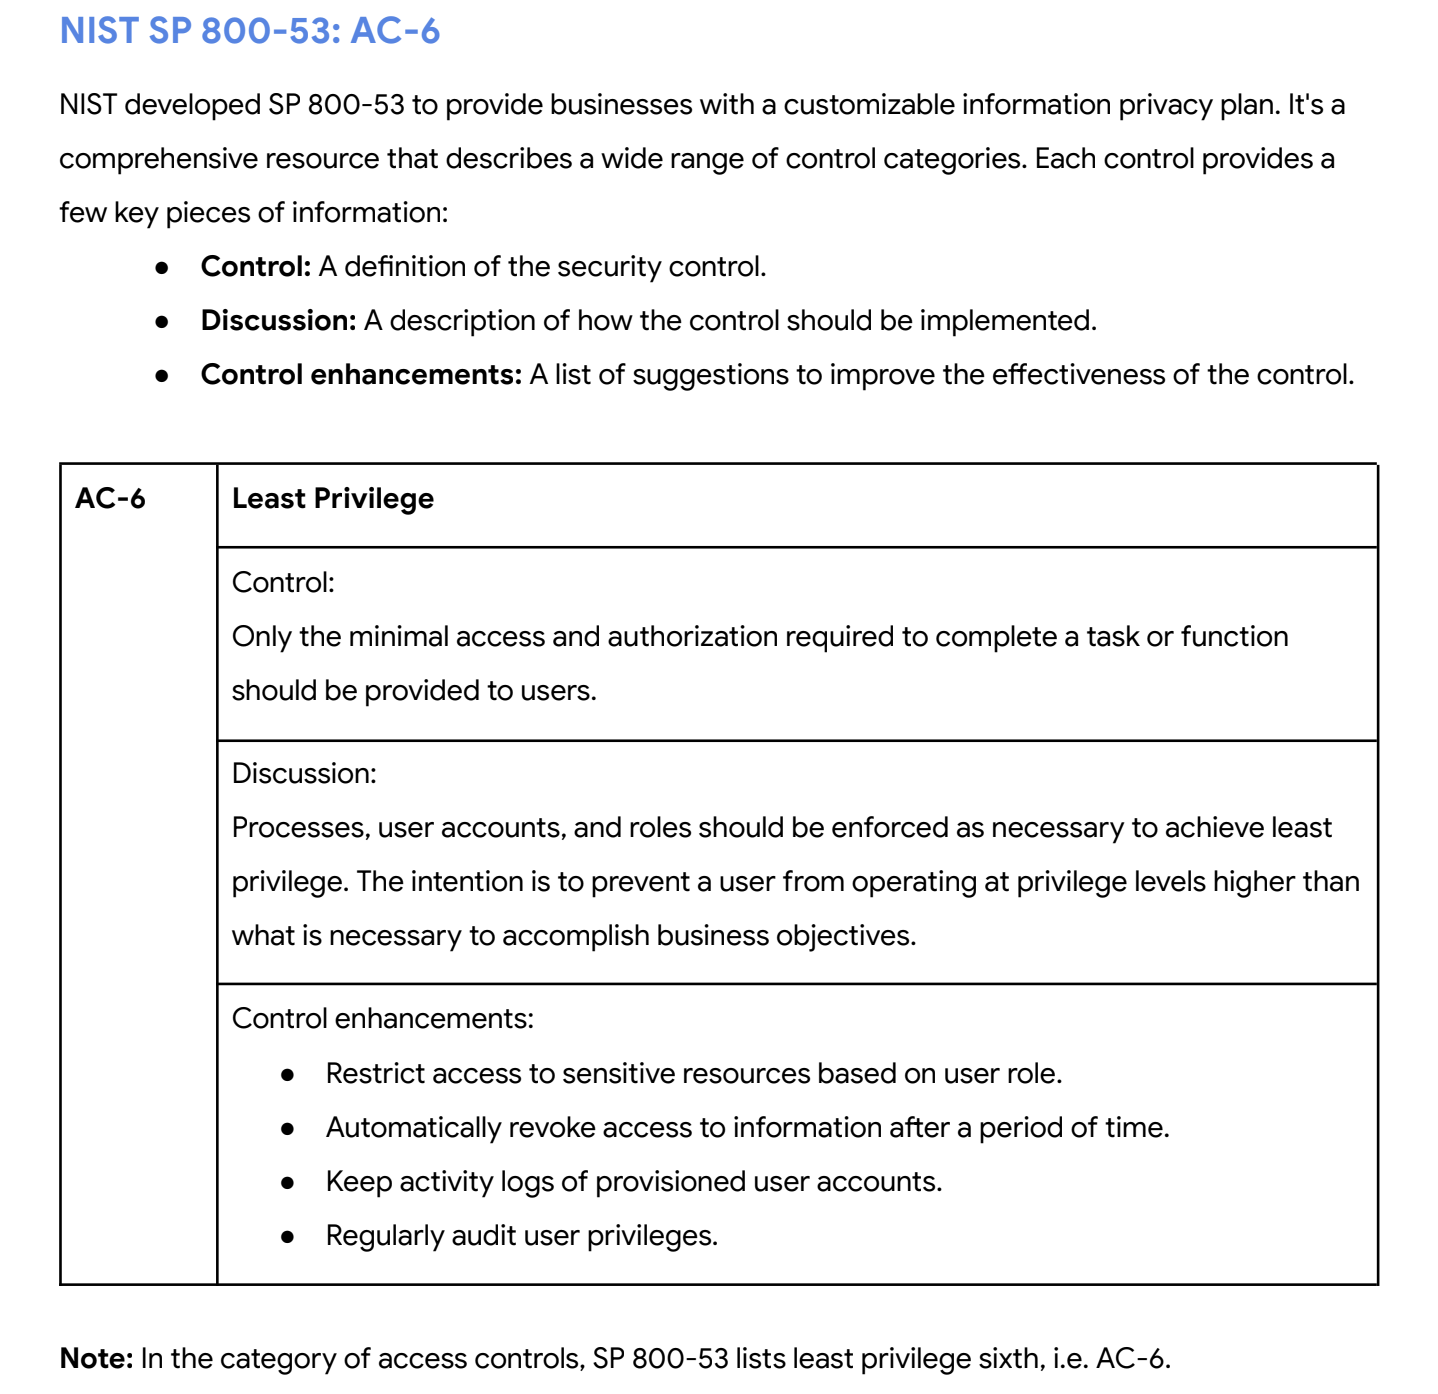 NIST SP 800-53: AC-6
NIST developed SP 800-53 to provide businesses with a customizable information privacy plan. It's a
comprehensive resource that describes a wide range of control categories. Each control provides a
few key pieces of information:
● Control: A definition of the security control.
● Discussion: A description of how the control should be implemented.
● Control enhancements: A list of suggestions to improve the effectiveness of the control.
AC-6
Least Privilege
Control:
Only the minimal access and authorization required to complete a task or function
should be provided to users.
Discussion:
Processes, user accounts, and roles should be enforced as necessary to achieve least
privilege. The intention is to prevent a user from operating at privilege levels higher than
what is necessary to accomplish business objectives.
Control enhancements:
● Restrict access to sensitive resources based on user role.
● Automatically revoke access to information after a period of time.
● Keep activity logs of provisioned user accounts.
● Regularly audit user privileges.
Note: In the category of access controls, SP 800-53 lists least privilege sixth, i.e. AC-6.